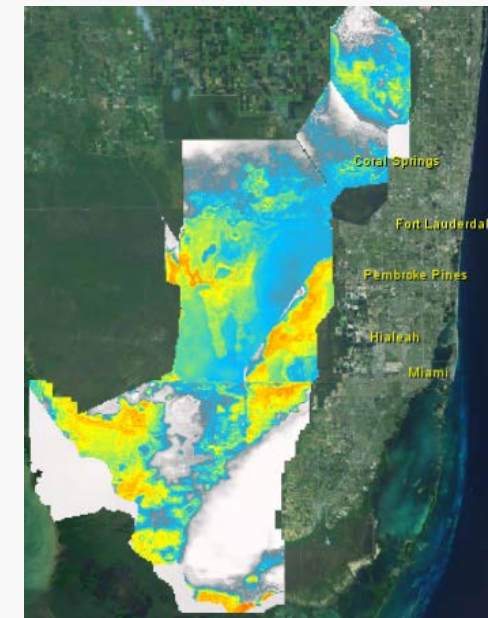 Coral Springs
Fort Lauderdal
Pembroke Pines
Hialeah
Miami